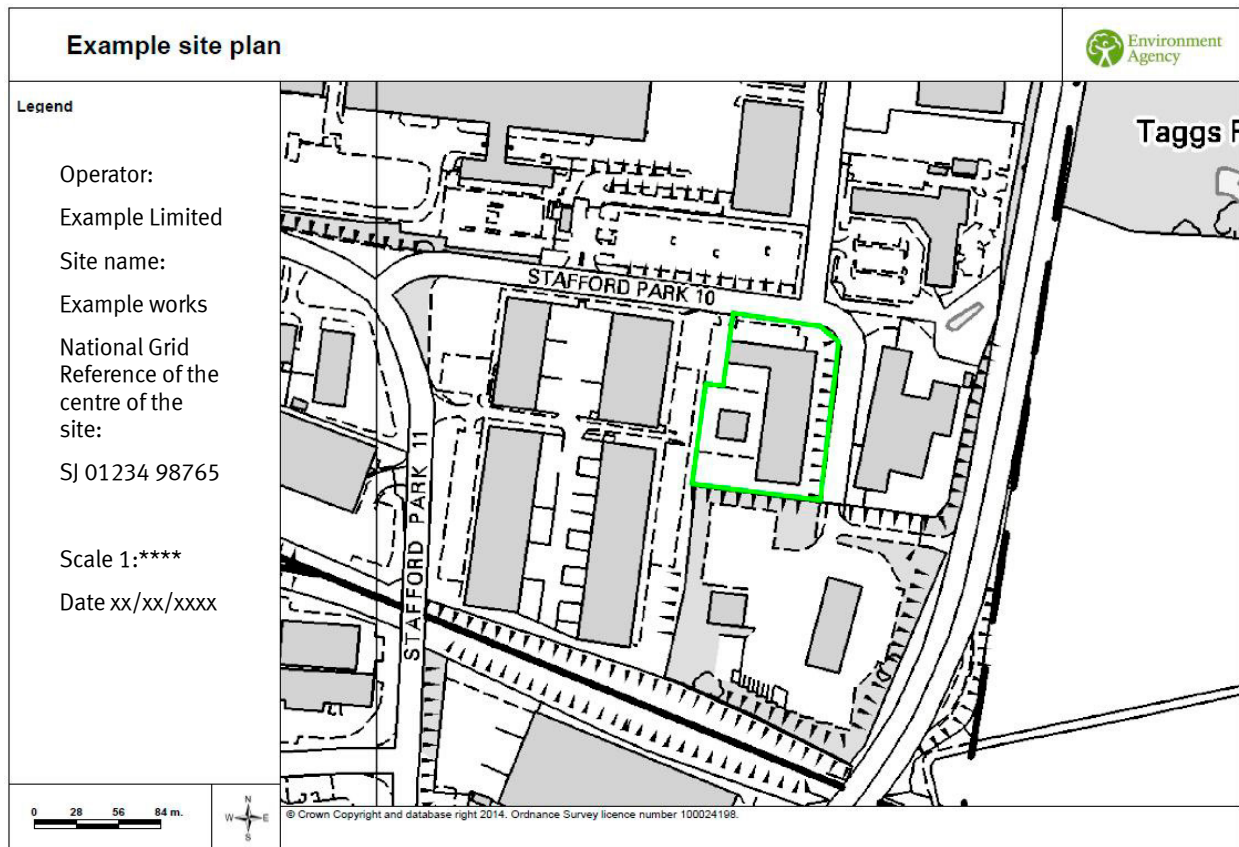 Example site plan
Environment
Agency
Legend
Operator:
Example Limited
Site name:
Example works
National Grid
Reference of the
centre of the
site:
SJ 01234 98765
Scale 1:****
Date xx/xx/xxxx
Taggs
STAFFORD PARK 10
STAFFORD PARK 11
0 28 56 84 m.
N
W E
S
© Crown Copyright and database right 2014. Ordnance Survey licence number 100024198.